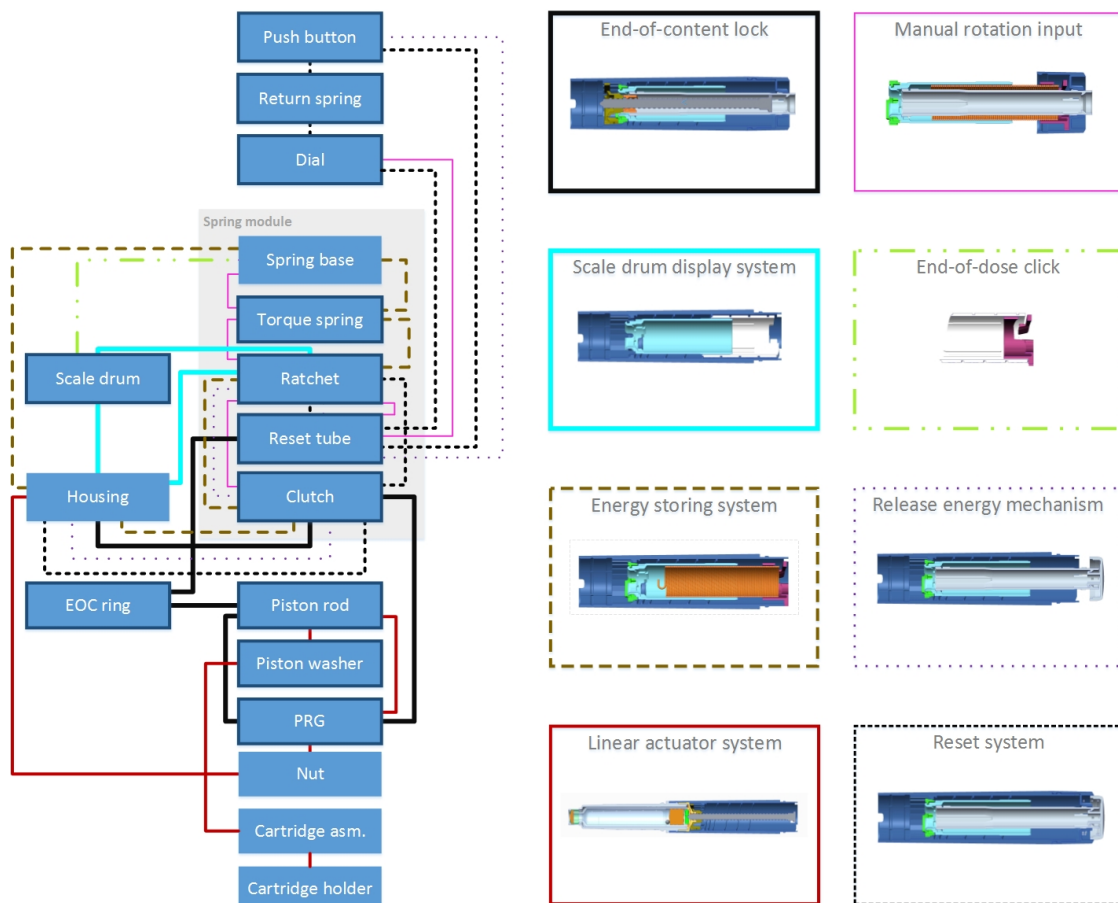 Push button
Return spring
Dial
Spring module
Spring base
Torque spring
Scale drum
Ratchet
Reset tube
Housing
Clutch
EOC ring
Piston rod
Piston washer
PRG
Nut
Cartridge asm.
Cartridge holder
End-of-content lock
Manual rotation input
Scale drum display system
End-of-dose click
Energy storing system
Release energy mechanism
Linear actuator system
Reset system